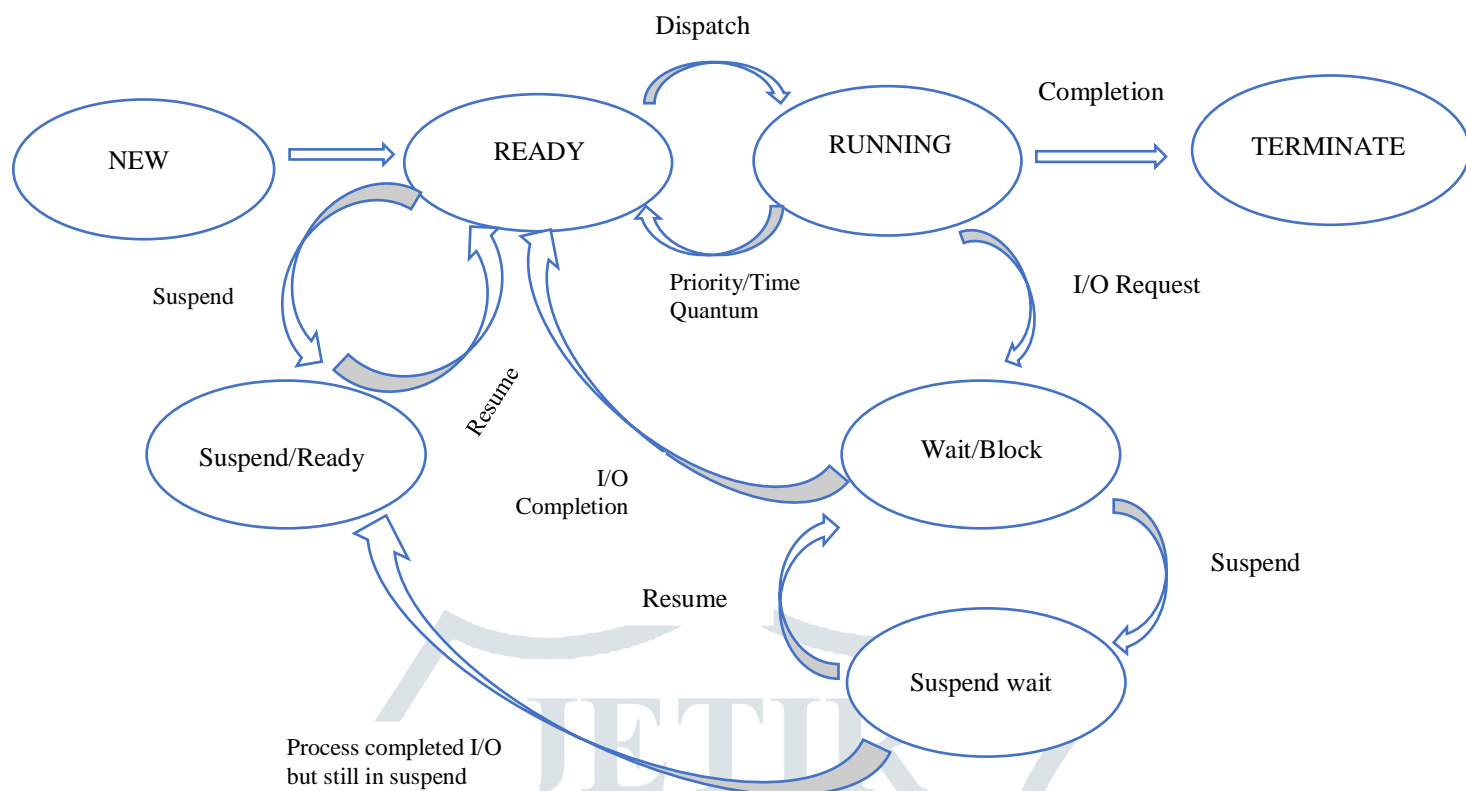 Dispatch
Completion
NEW
READY
RUNNING
TERMINATE
Priority/Time
Quantum
I/O Request
Suspend
Resume
Suspend/Ready
Wait/Block
I/O
Completion
Suspend
Resume
Suspend wait
Process completed I/O
but still in suspend
JETIR